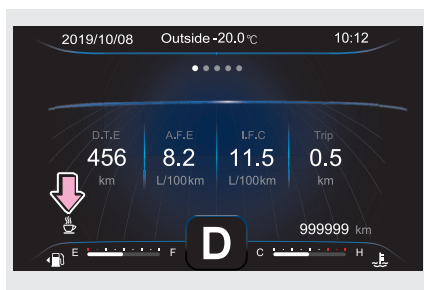 2019/10/08 Outside -20.0 ℃ 10:12
D.T.E A.F.E I.F.C Trip
456 8.2 11.5 0.5
km L/100km L/100km km
999999 km
E F D C H